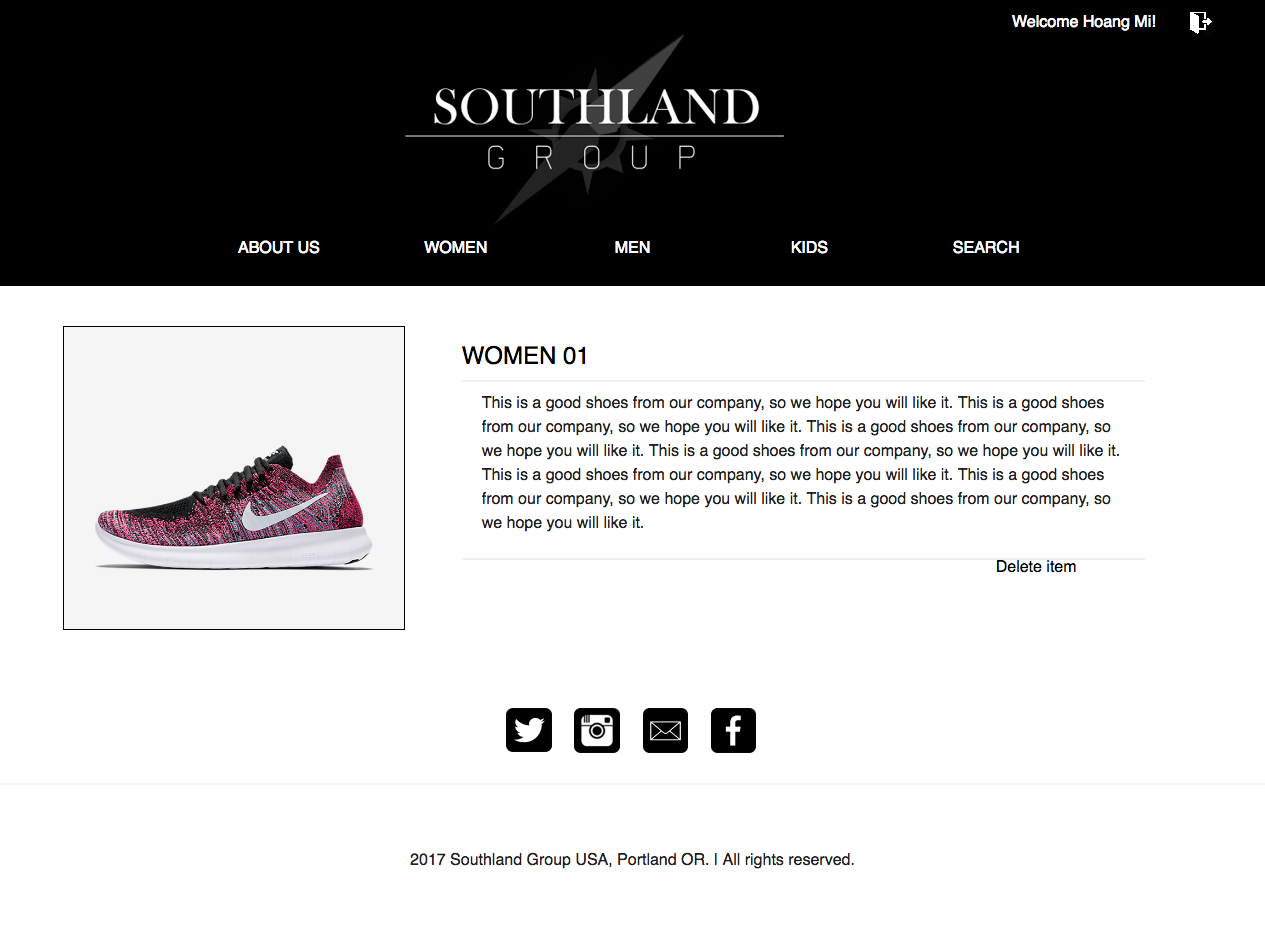 Welcome Hoang Mi!
SOUTHLAND
GROUP
ABOUT US WOMEN MEN KIDS SEARCH
WOMEN 01
This is a good shoes from our company, so we hope you will like it. This is a good shoes
from our company, so we hope you will like it. This is a good shoes from our company, so
we hope you will like it. This is a good shoes from our company, so we hope you will like it.
This is a good shoes from our company, so we hope you will like it. This is a good shoes
from our company, so we hope you will like it. This is a good shoes from our company, so
we hope you will like it.
Delete item
2017 Southland Group USA, Portland OR. I All rights reserved.